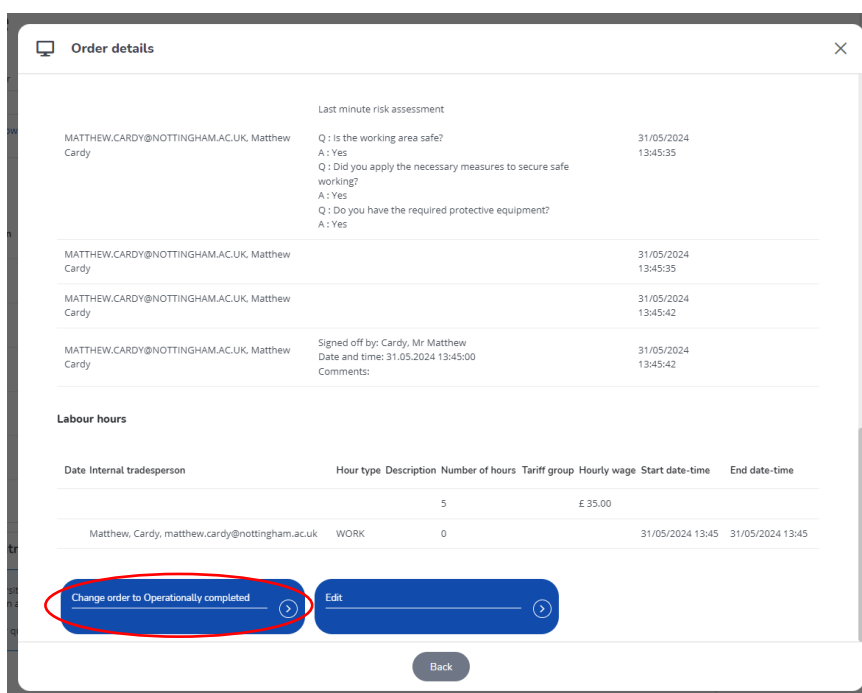 Order details
Last minute risk assessment
MATTHEW.CARDY@NOTTINGHAM.AC.UK, Matthew
Cardy
Q : Is the working area safe?
A : Yes
Q : Did you apply the necessary measures to secure safe
working?
A : Yes
Q : Do you have the required protective equipment?
A : Yes
31/05/2024
13:45:35
MATTHEW.CARDY@NOTTINGHAM.AC.UK, Matthew
Cardy
31/05/2024
13:45:35
MATTHEW.CARDY@NOTTINGHAM.AC.UK, Matthew
Cardy
31/05/2024
13:45:42
MATTHEW.CARDY@NOTTINGHAM.AC.UK, Matthew
Cardy
Signed off by: Cardy, Mr Matthew
Date and time: 31.05.2024 13:45:00
Comments:
31/05/2024
13:45:42
Labour hours
Date Internal tradesperson Hour type Description Number of hours Tariff group Hourly wage Start date-time End date-time
5 £ 35.00
Matthew, Cardy, matthew.cardy@nottingham.ac.uk WORK 0 31/05/2024 13:45 31/05/2024 13:45
Change order to Operationally completed
Edit
Back